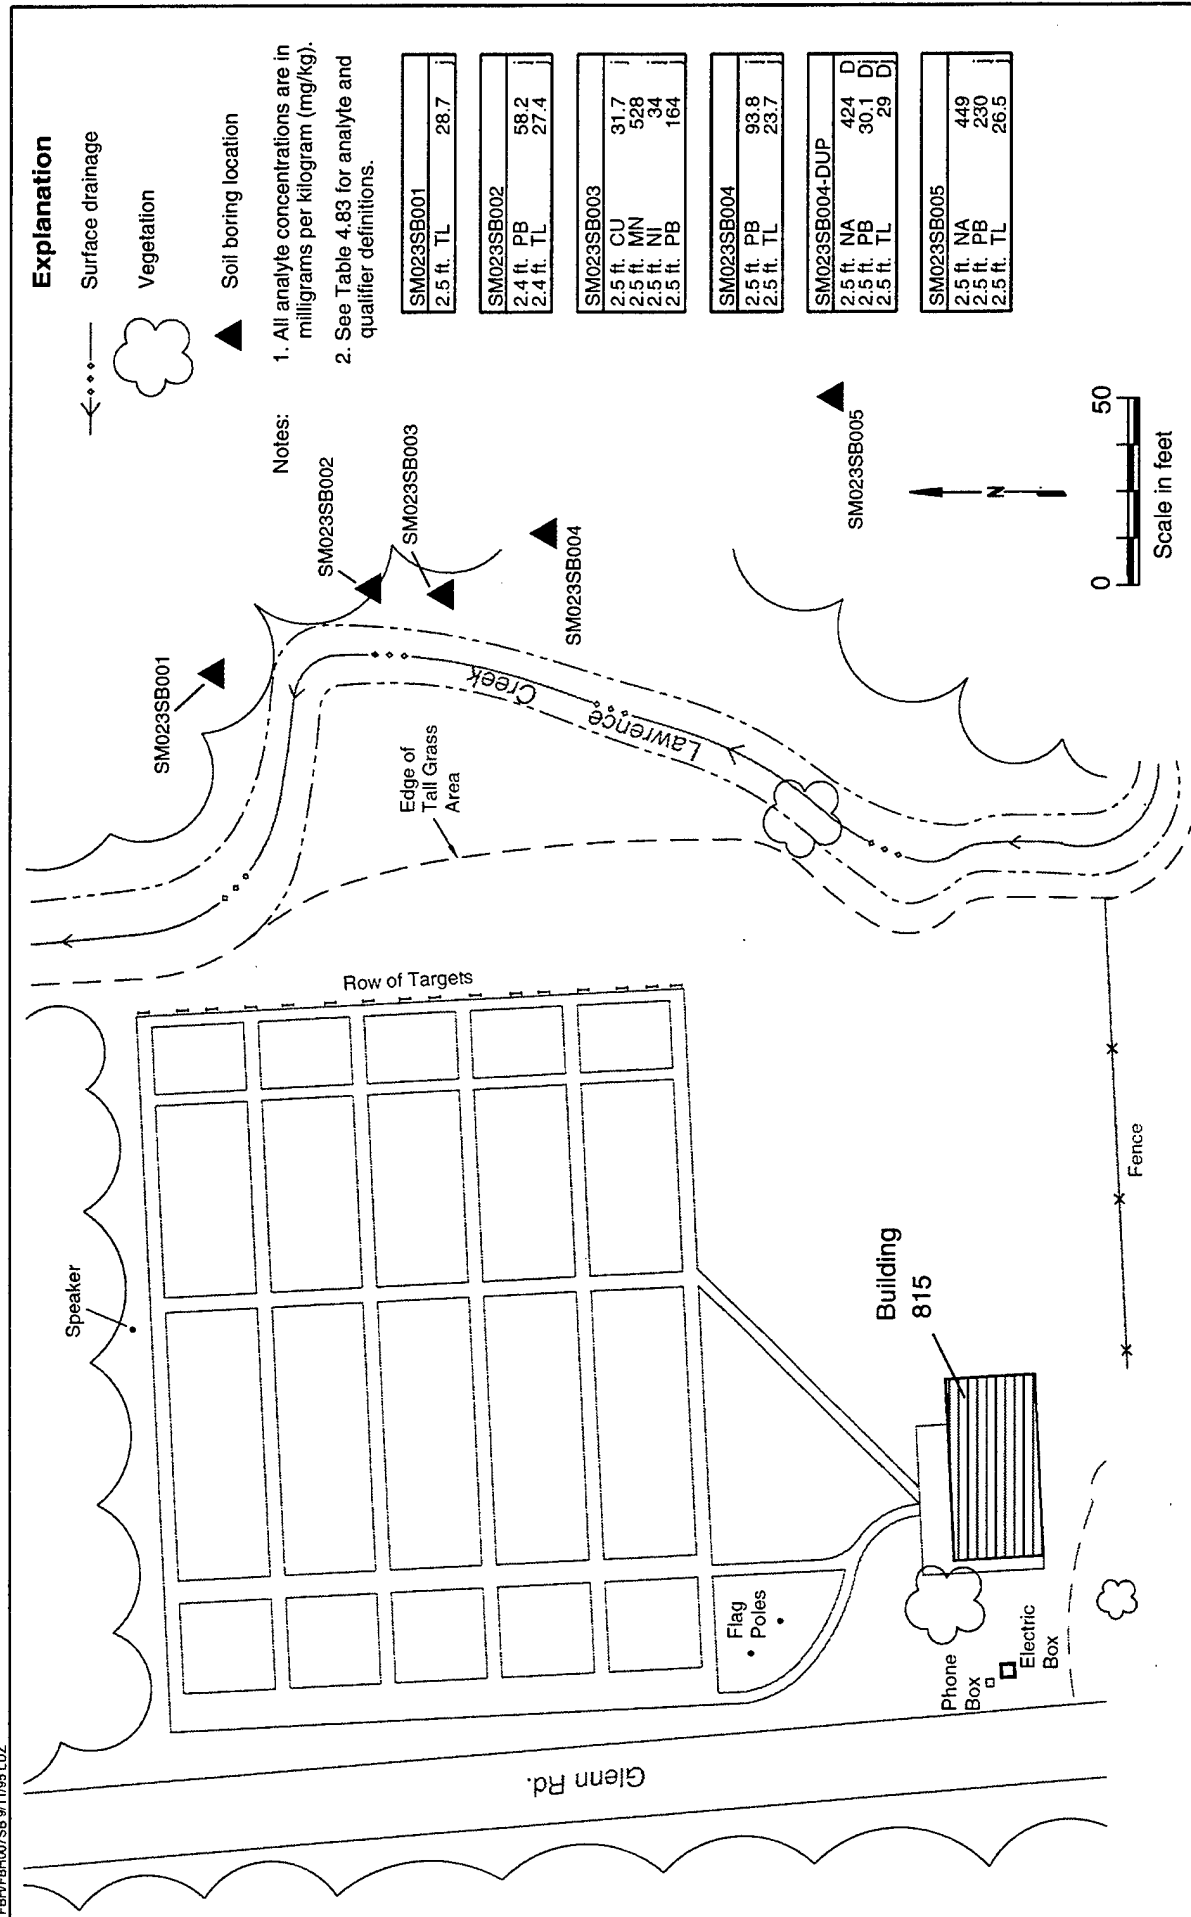 Explanation
Surface drainage
Vegetation
Soil boring location
Notes:
1. All analyte concentrations are in
milligrams per kilogram (mg/kg).
2. See Table 4.83 for analyte and
qualifier definitions.
SM023SB001
2.5 ft. TL 28.7 j
SM023SB002
2.4 ft. PB 58.2 j
2.4 ft. TL 27.4 j
SM023SB003
2.5 ft. CU 31.7 j
2.5 ft. MN 528
2.5 ft. NI 34 j
2.5 ft. PB 164 j
SM023SB004
2.5 ft. PB 93.8 j
2.5 ft. TL 23.7 j
SM023SB004-DUP
2.5 ft. NA 424 D
2.5 ft. PB 30.1 Dj
2.5 ft. TL 29 Dj
SM023SB005
2.5 ft. NA 449
2.5 ft. PB 230 j
2.5 ft. TL 26.5 j
SM023SB001
SM023SB002
SM023SB003
SM023SB004
SM023SB005
N
0 50
Scale in feet
Lawrence Creek
Edge of
Tall Grass
Area
Row of Targets
Speaker
Fence
Building
815
Flag
Poles
Phone
Box
Electric
Box
Glenn Rd.